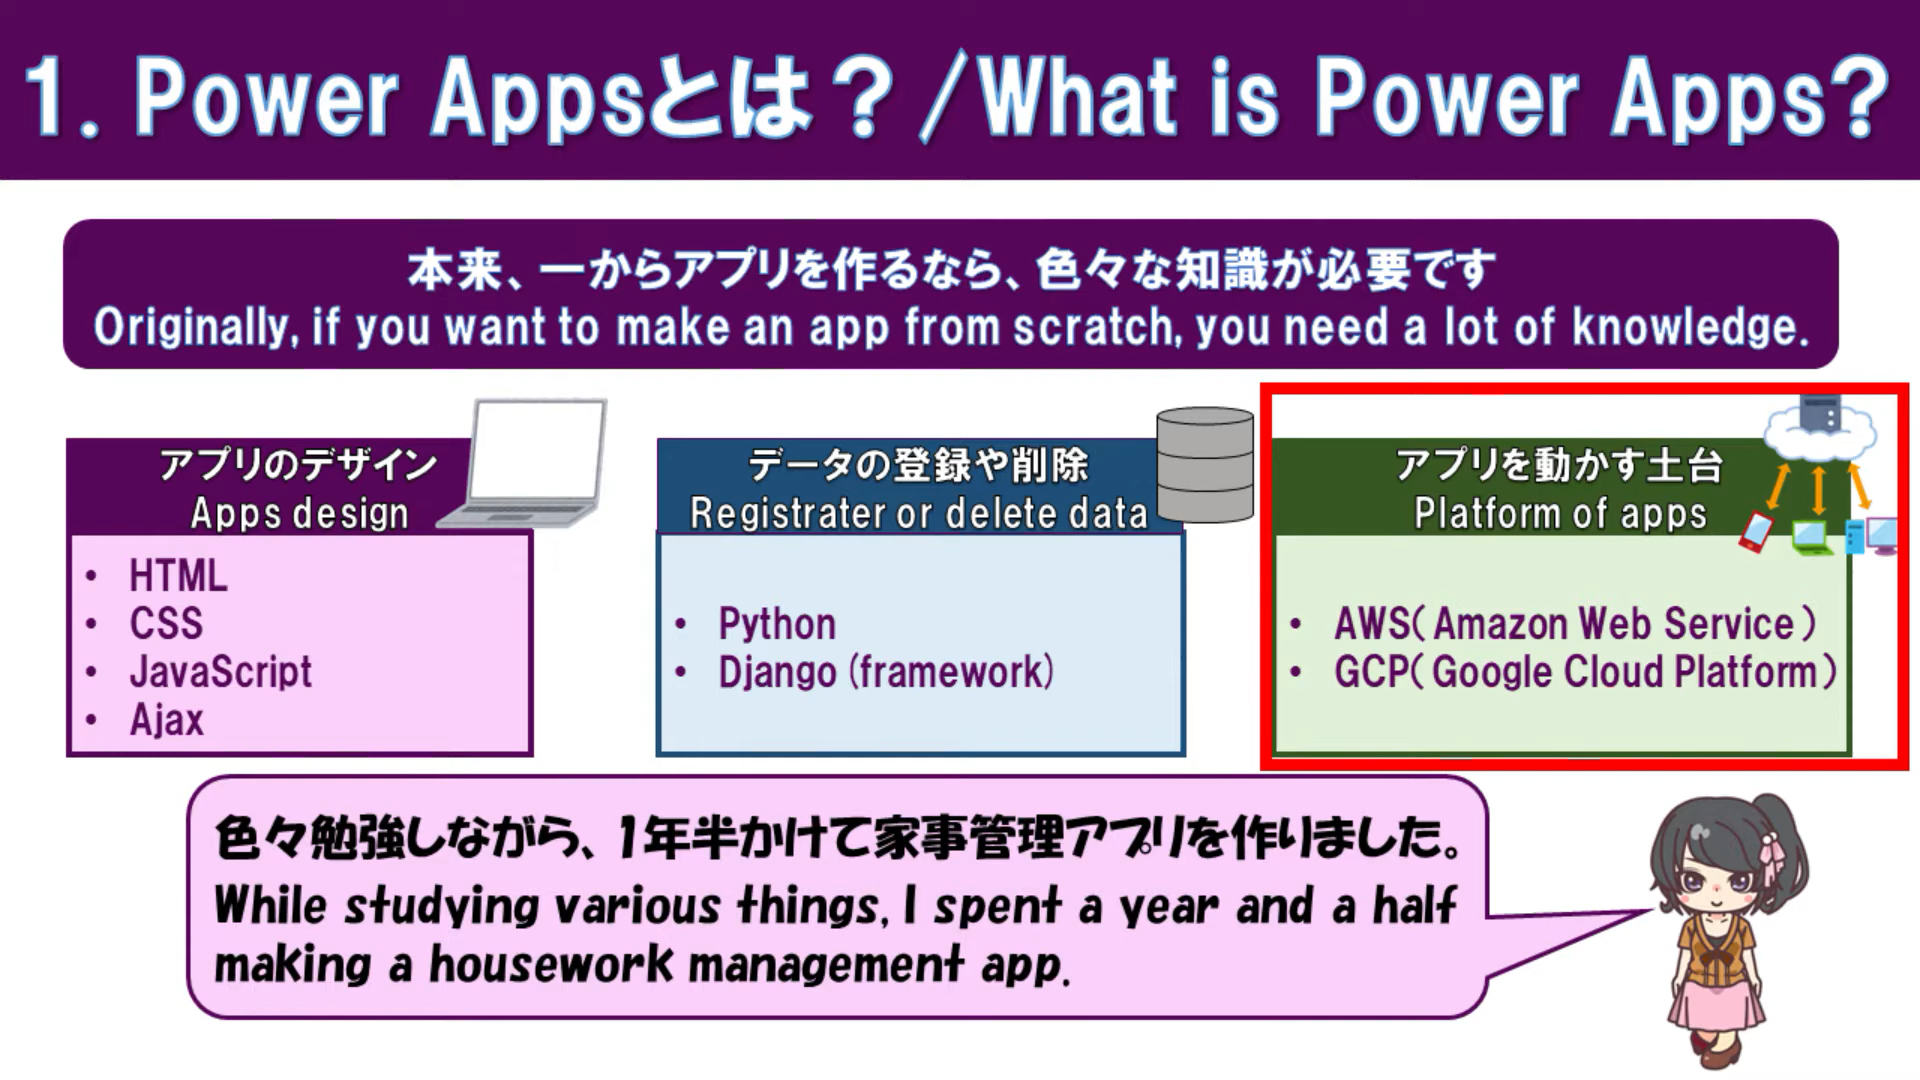 1. Power Appsとは？/What is Power Apps?
本来、一からアプリを作るなら、色々な知識が必要です
Originally, if you want to make an app from scratch, you need a lot of knowledge.
アプリのデザイン
Apps design
• HTML
• CSS
• JavaScript
• Ajax
データの登録や削除
Registrater or delete data
• Python
• Django (framework)
アプリを動かす土台
Platform of apps
• AWS(Amazon Web Service)
• GCP(Google Cloud Platform)
色々勉強しながら、1年半かけて家事管理アプリを作りました。
While studying various things, I spent a year and a half
making a housework management app.